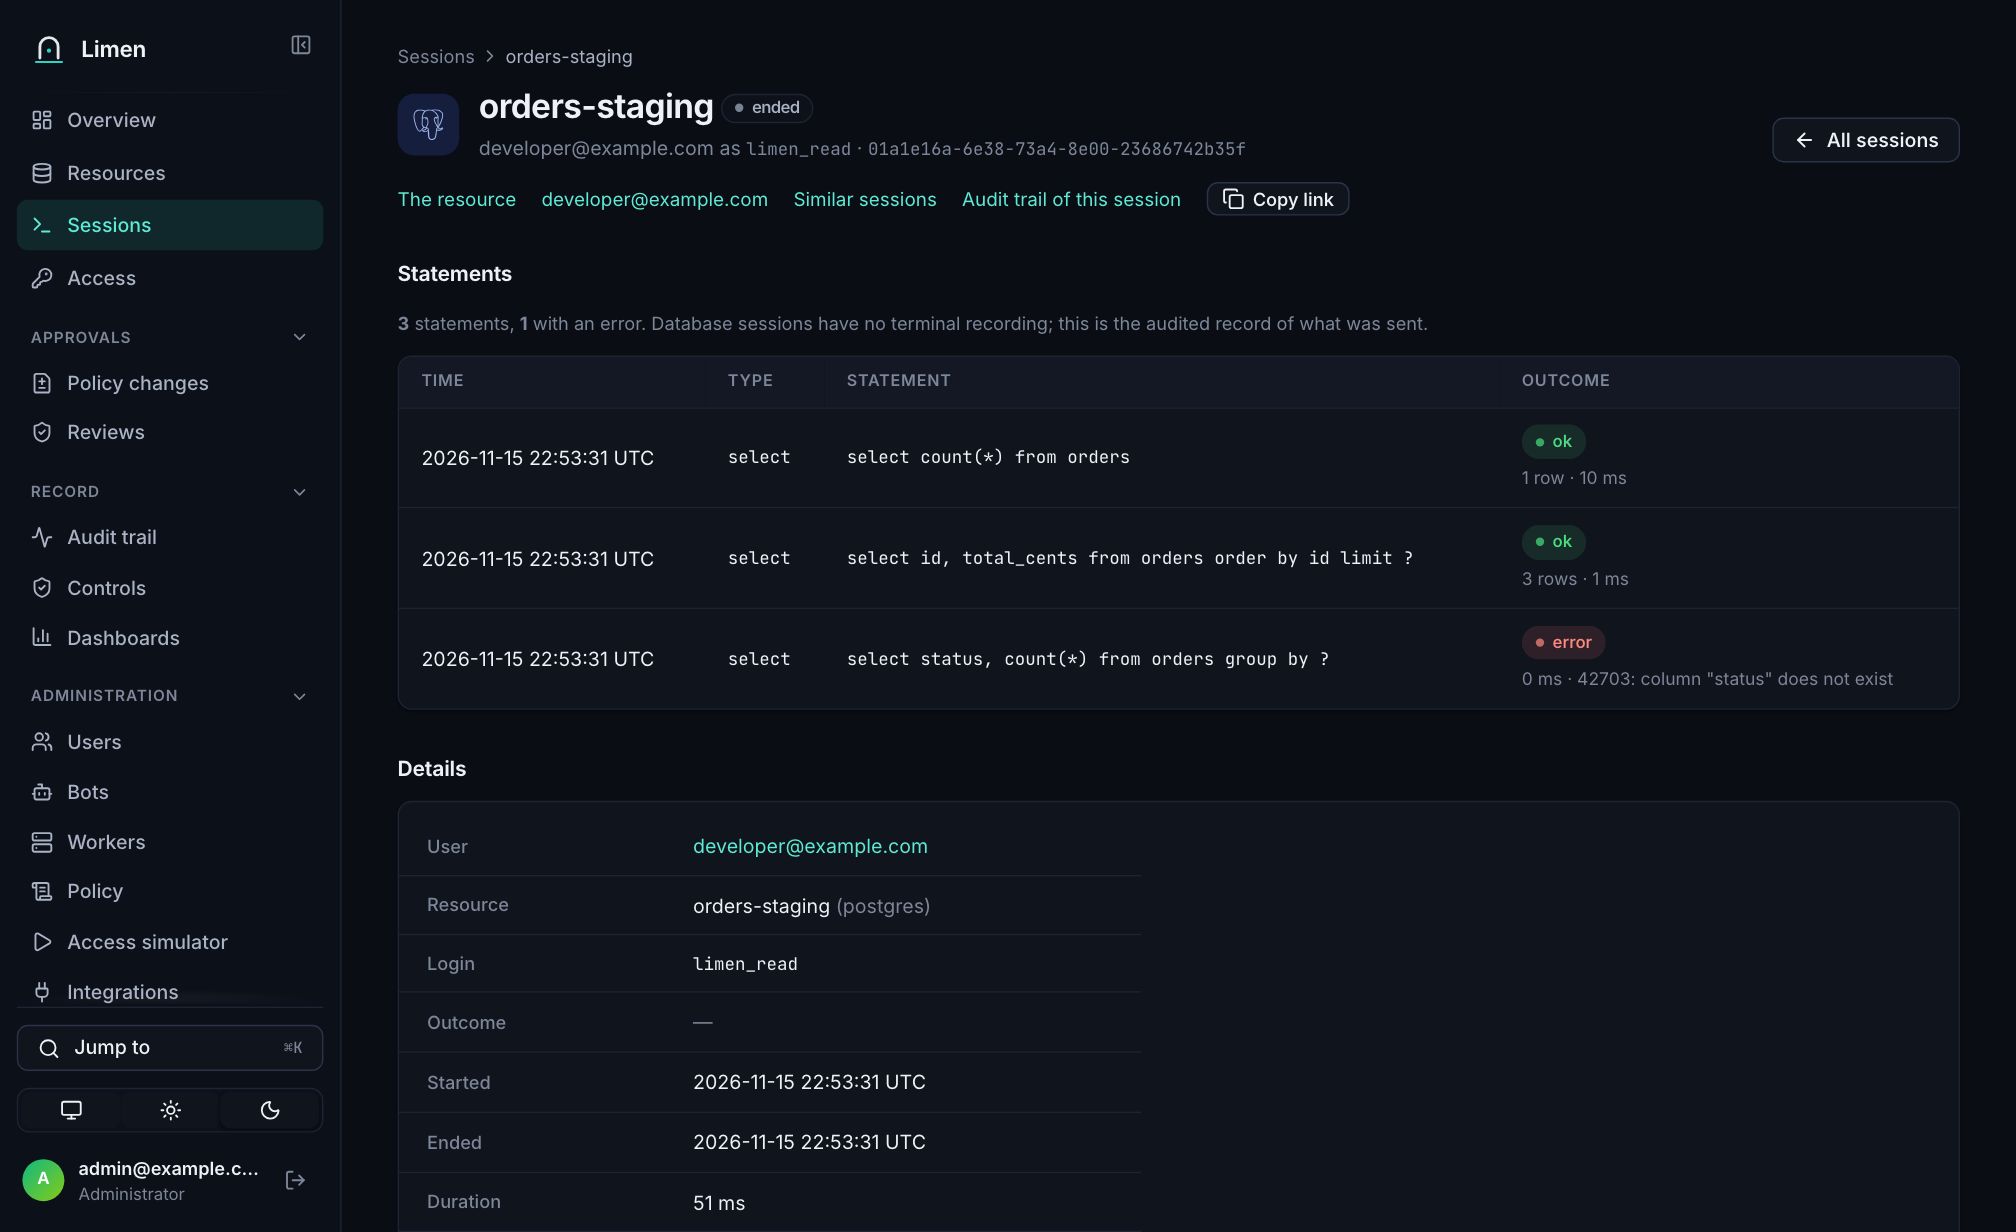 Limen
Overview
Resources
Sessions
Access
APPROVALS
Policy changes
Reviews
RECORD
Audit trail
Controls
Dashboards
ADMINISTRATION
Users
Bots
Workers
Policy
Access simulator
Integrations
Jump to ⌘K
A
admin@example.c...
Administrator
Sessions > orders-staging
orders-staging ended
developer@example.com as limen_read · 01a1e16a-6e38-73a4-8e00-23686742b35f
All sessions
The resource developer@example.com Similar sessions Audit trail of this session Copy link
Statements
3 statements, 1 with an error. Database sessions have no terminal recording; this is the audited record of what was sent.
TIME TYPE STATEMENT OUTCOME
2026-11-15 22:53:31 UTC select select count(*) from orders ok
1 row · 10 ms
2026-11-15 22:53:31 UTC select select id, total_cents from orders order by id limit ? ok
3 rows · 1 ms
2026-11-15 22:53:31 UTC select select status, count(*) from orders group by ? error
0 ms · 42703: column "status" does not exist
Details
User developer@example.com
Resource orders-staging (postgres)
Login limen_read
Outcome —
Started 2026-11-15 22:53:31 UTC
Ended 2026-11-15 22:53:31 UTC
Duration 51 ms